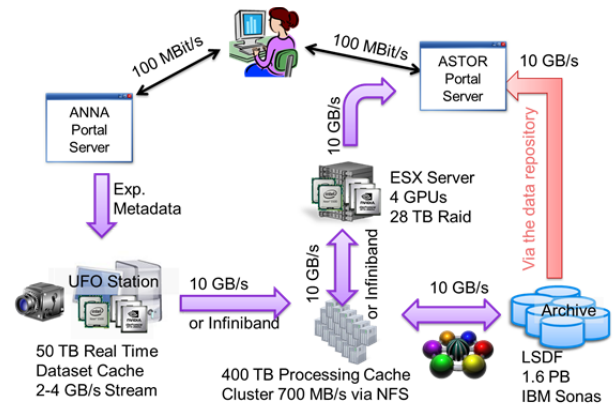 100 MBit/s
100 MBit/s
ANNA
Portal
Server
ASTOR
Portal
Server
10 GB/s
10 GB/s
Via the data repository
Exp.
Metadata
ESX Server
4 GPUs
28 TB Raid
UFO Station
10 GB/s
or Infiniband
10 GB/s
or Infiniband
10 GB/s
Archive
50 TB Real Time
Dataset Cache
2-4 GB/s Stream
400 TB Processing Cache
Cluster 700 MB/s via NFS
LSDF
1.6 PB
IBM Sonas